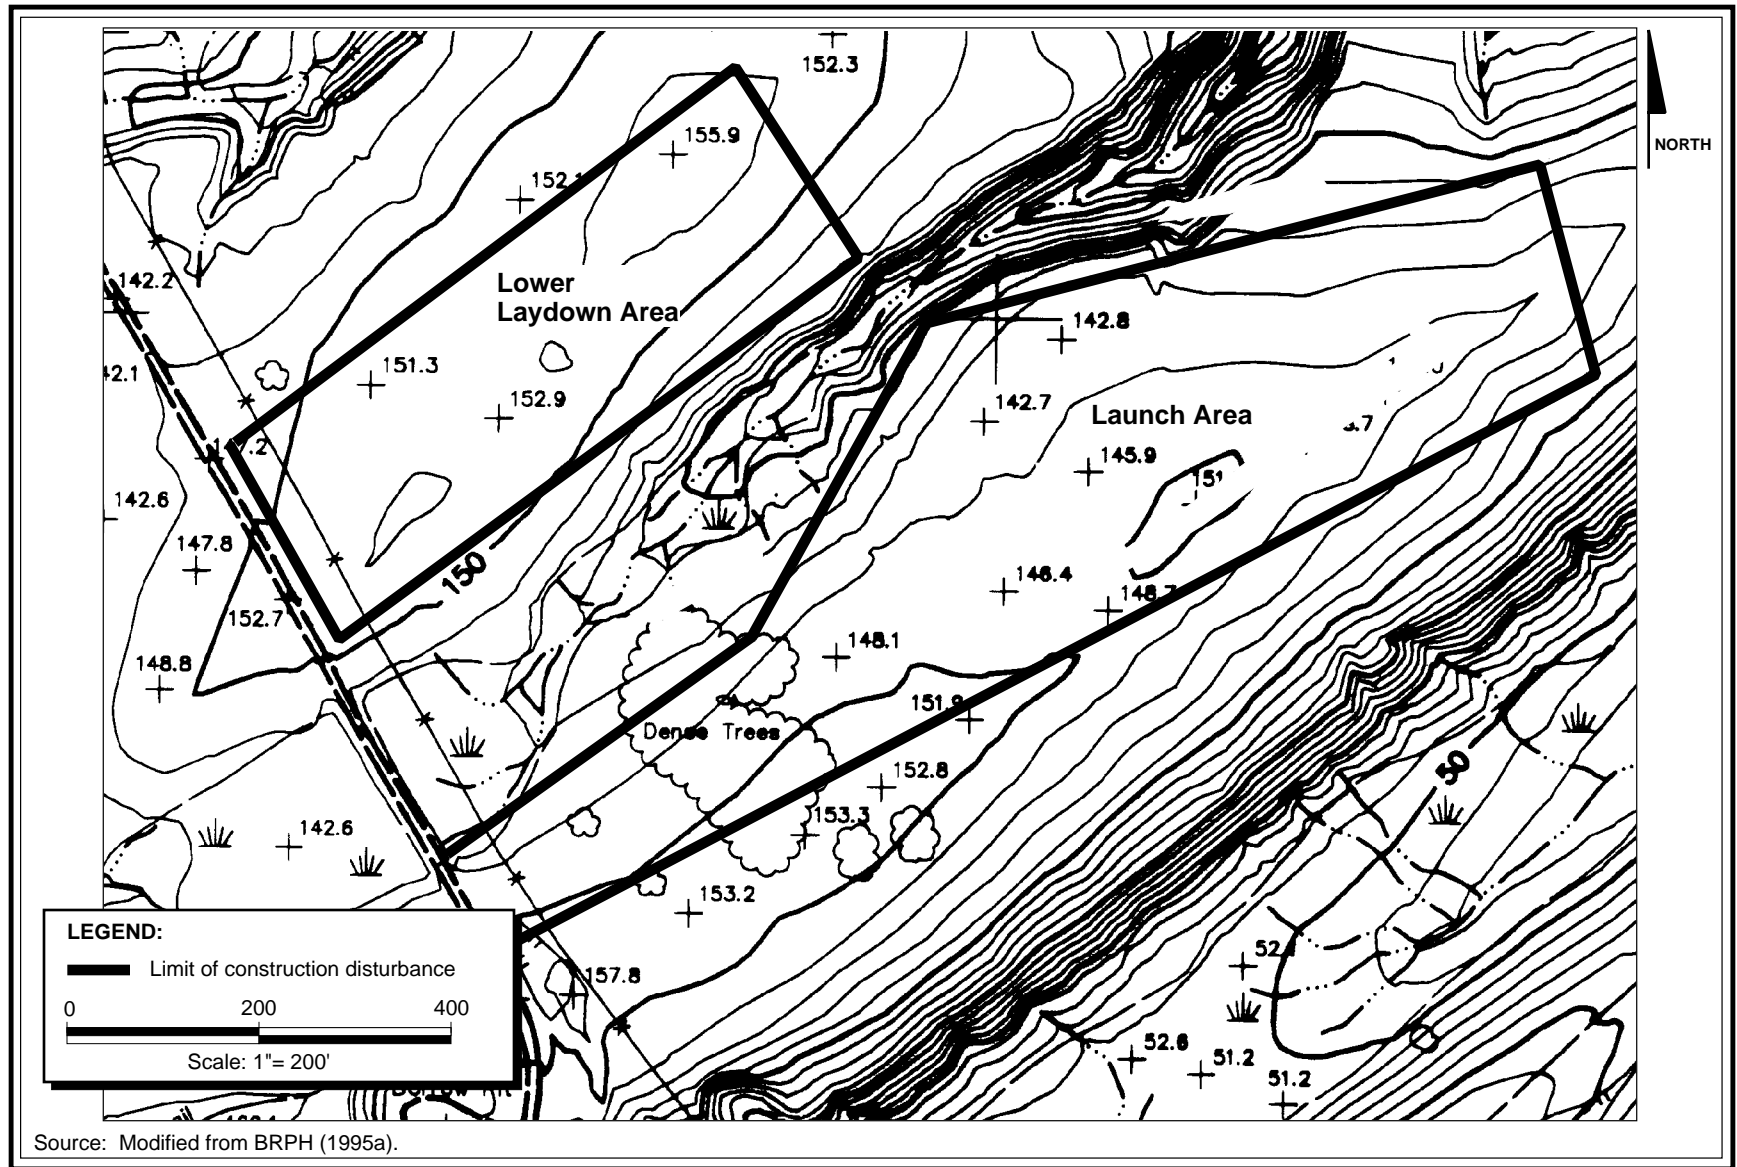 152.3
155.9
NORTH
142.2
Lower
Laydown Area
142.8
151.3
152.9
142.7
Launch Area
145.9
142.6
147.8
150
146.4
152.7
148.1
148.8
151.9
Dense Trees
152.8
50
153.3
142.6
153.2
LEGEND:
Limit of construction disturbance
157.8
0 200 400
Scale: 1"= 200'
52.6
51.2
51.2
Source: Modified from BRPH (1995a).